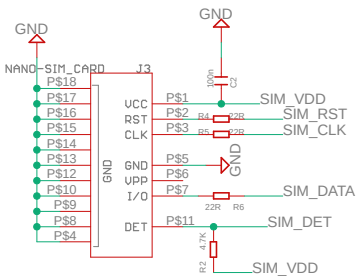 GND
GND
NANO-SIM_CARD J3
100n C2
P$18
P$17
P$16
P$15
P$14
P$13
P$12
P$10
P$9
P$8
P$4
GND
VCC P$1 SIM_VDD
RST P$2 R4 22R SIM_RST
CLK P$3 R5 22R SIM_CLK
GND P$5 GND
VPP P$6
I/O P$7 22R R6 SIM_DATA
DET P$11 SIM_DET
R2 4.7K
SIM_VDD